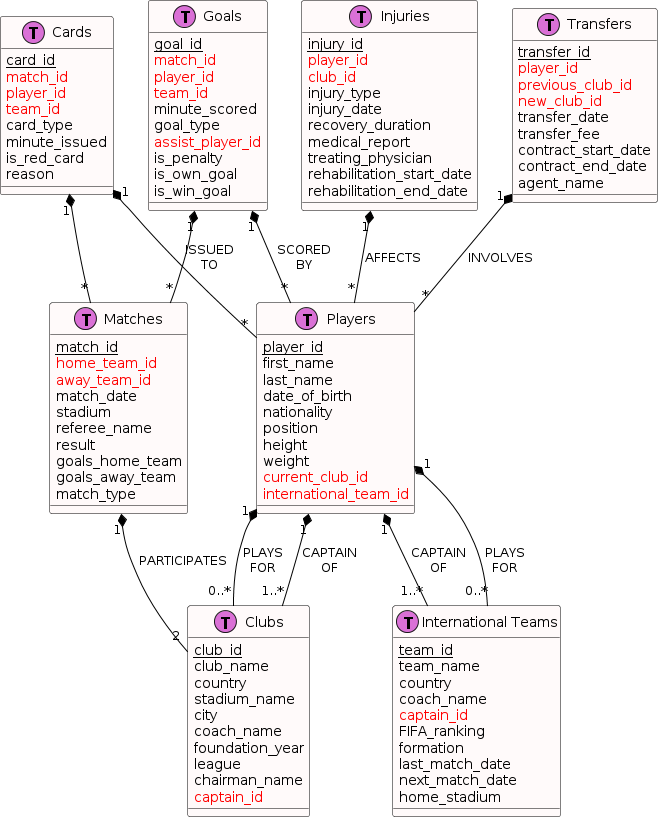 T Cards
card_id
match_id
player_id
team_id
card_type
minute_issued
is_red_card
reason
T Goals
goal_id
match_id
player_id
team_id
minute_scored
goal_type
assist_player_id
is_penalty
is_own_goal
is_win_goal
T Injuries
injury_id
player_id
club_id
injury_type
injury_date
recovery_duration
medical_report
treating_physician
rehabilitation_start_date
rehabilitation_end_date
T Transfers
transfer_id
player_id
previous_club_id
new_club_id
transfer_date
transfer_fee
contract_start_date
contract_end_date
agent_name
1
1
1
1
1
1
ISSUED
TO
SCORED
BY
AFFECTS
INVOLVES
*
*
*
*
*
*
T Matches
match_id
home_team_id
away_team_id
match_date
stadium
referee_name
result
goals_home_team
goals_away_team
match_type
T Players
player_id
first_name
last_name
date_of_birth
nationality
position
height
weight
current_club_id
international_team_id
1
1
1
1
1
PARTICIPATES
PLAYS
FOR
CAPTAIN
OF
CAPTAIN
OF
PLAYS
FOR
2
0..*
1..*
1..*
0..*
T Clubs
club_id
club_name
country
stadium_name
city
coach_name
foundation_year
league
chairman_name
captain_id
T International Teams
team_id
team_name
country
coach_name
captain_id
FIFA_ranking
formation
last_match_date
next_match_date
home_stadium